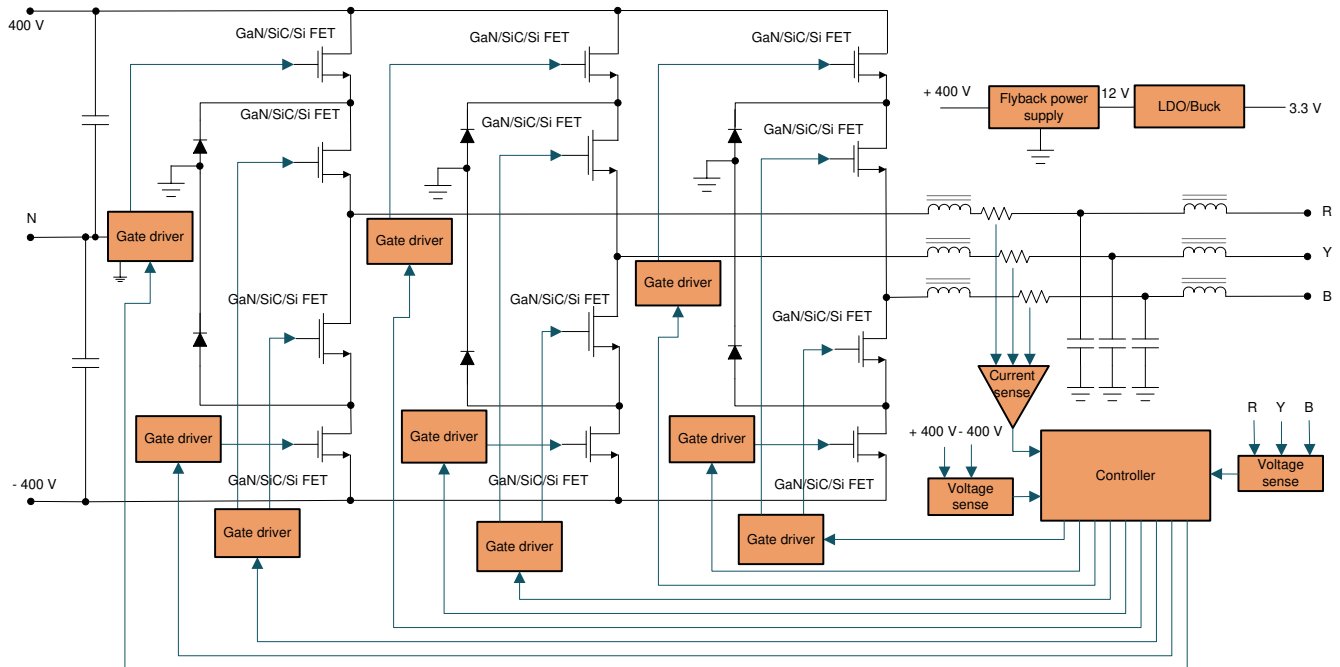 400 V
GaN/SiC/Si FET
GaN/SiC/Si FET
GaN/SiC/Si FET
GaN/SiC/Si FET
GaN/SiC/Si FET
GaN/SiC/Si FET
+ 400 V
Flyback power
supply
12 V
LDO/Buck
3.3 V
N
Gate driver
Gate driver
Gate driver
R
Y
B
GaN/SiC/Si FET
GaN/SiC/Si FET
GaN/SiC/Si FET
Current
sense
Gate driver
Gate driver
Gate driver
+ 400 V
- 400 V
R
Y
B
Voltage
sense
Controller
Voltage
sense
GaN/SiC/Si FET
GaN/SiC/Si FET
GaN/SiC/Si FET
- 400 V
Gate driver
Gate driver
Gate driver